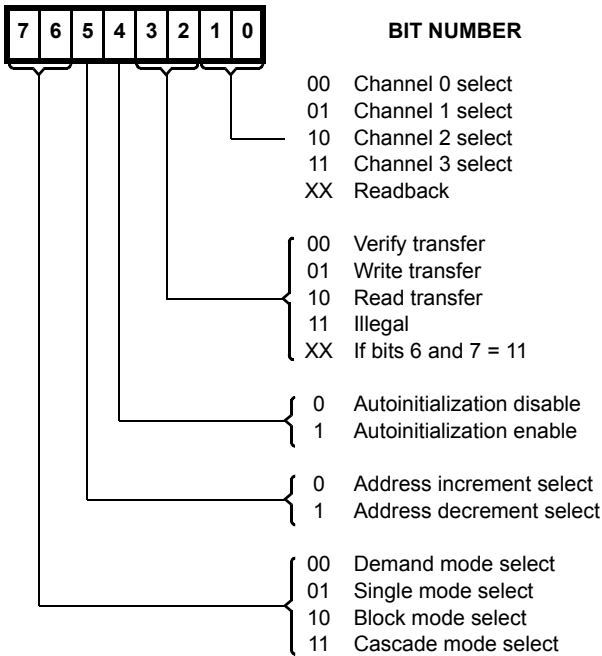 7 6 5 4 3 2 1 0 BIT NUMBER
00 Channel 0 select
01 Channel 1 select
10 Channel 2 select
11 Channel 3 select
XX Readback
00 Verify transfer
01 Write transfer
10 Read transfer
11 Illegal
XX If bits 6 and 7 = 11
0 Autoinitialization disable
1 Autoinitialization enable
0 Address increment select
1 Address decrement select
00 Demand mode select
01 Single mode select
10 Block mode select
11 Cascade mode select